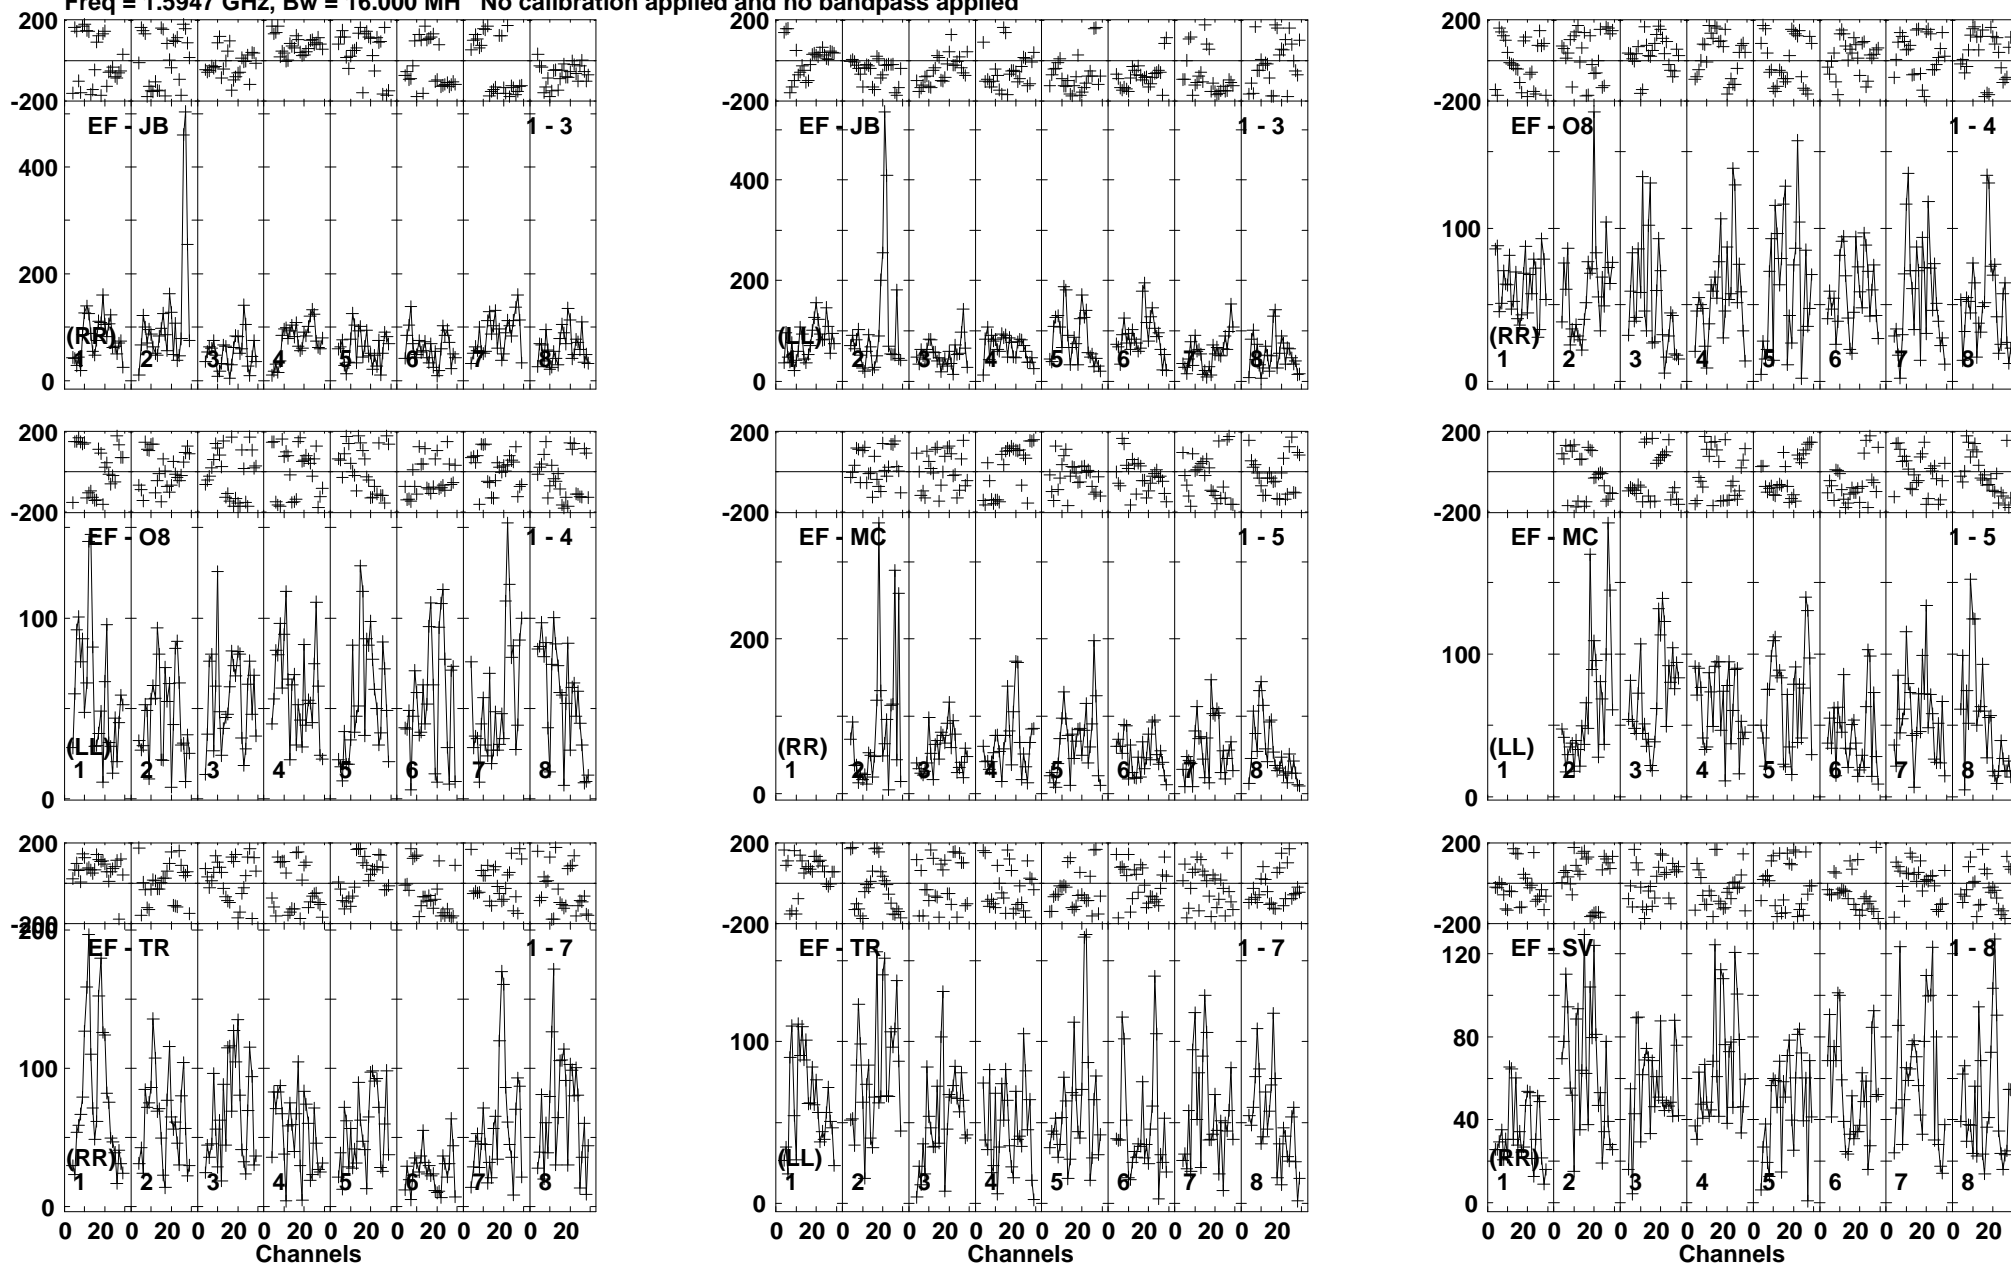 Freq = 1.5947 GHz, Bw = 16.000 MH No calibration applied and no bandpass applied
200 200 200
-200 -200 -200
EF - JB 1 - 3 EF - JB 1 - 3 EF - O8 1 - 4
400 400 100
200 200
(RR) (LL) (RR)
1 2 3 4 5 6 7 8 1 2 3 4 5 6 7 8 1 2 3 4 5 6 7 8
0 0 0
200 200 200
-200 -200 -200
EF - O8 1 - 4 EF - MC 1 - 5 EF - MC 1 - 5
100 200 100
(LL) (RR) (LL)
1 2 3 4 5 6 7 8 1 2 3 4 5 6 7 8 1 2 3 4 5 6 7 8
0 0 0
200 200 200
-200 -200 -200
200
EF - TR 1 - 7 EF - TR 1 - 7 EF - SV 1 - 8
120
100 100 80
40
(RR) (LL) (RR)
1 2 3 4 5 6 7 8 1 2 3 4 5 6 7 8 1 2 3 4 5 6 7 8
0 0 0
0 20 0 20 0 20 0 20 0 20 0 20 0 20 0 20 0 20 0 20 0 20 0 20 0 20 0 20 0 20 0 20 0 20 0 20 0 20 0 20 0 20 0 20 0 20 0 20
Channels Channels Channels